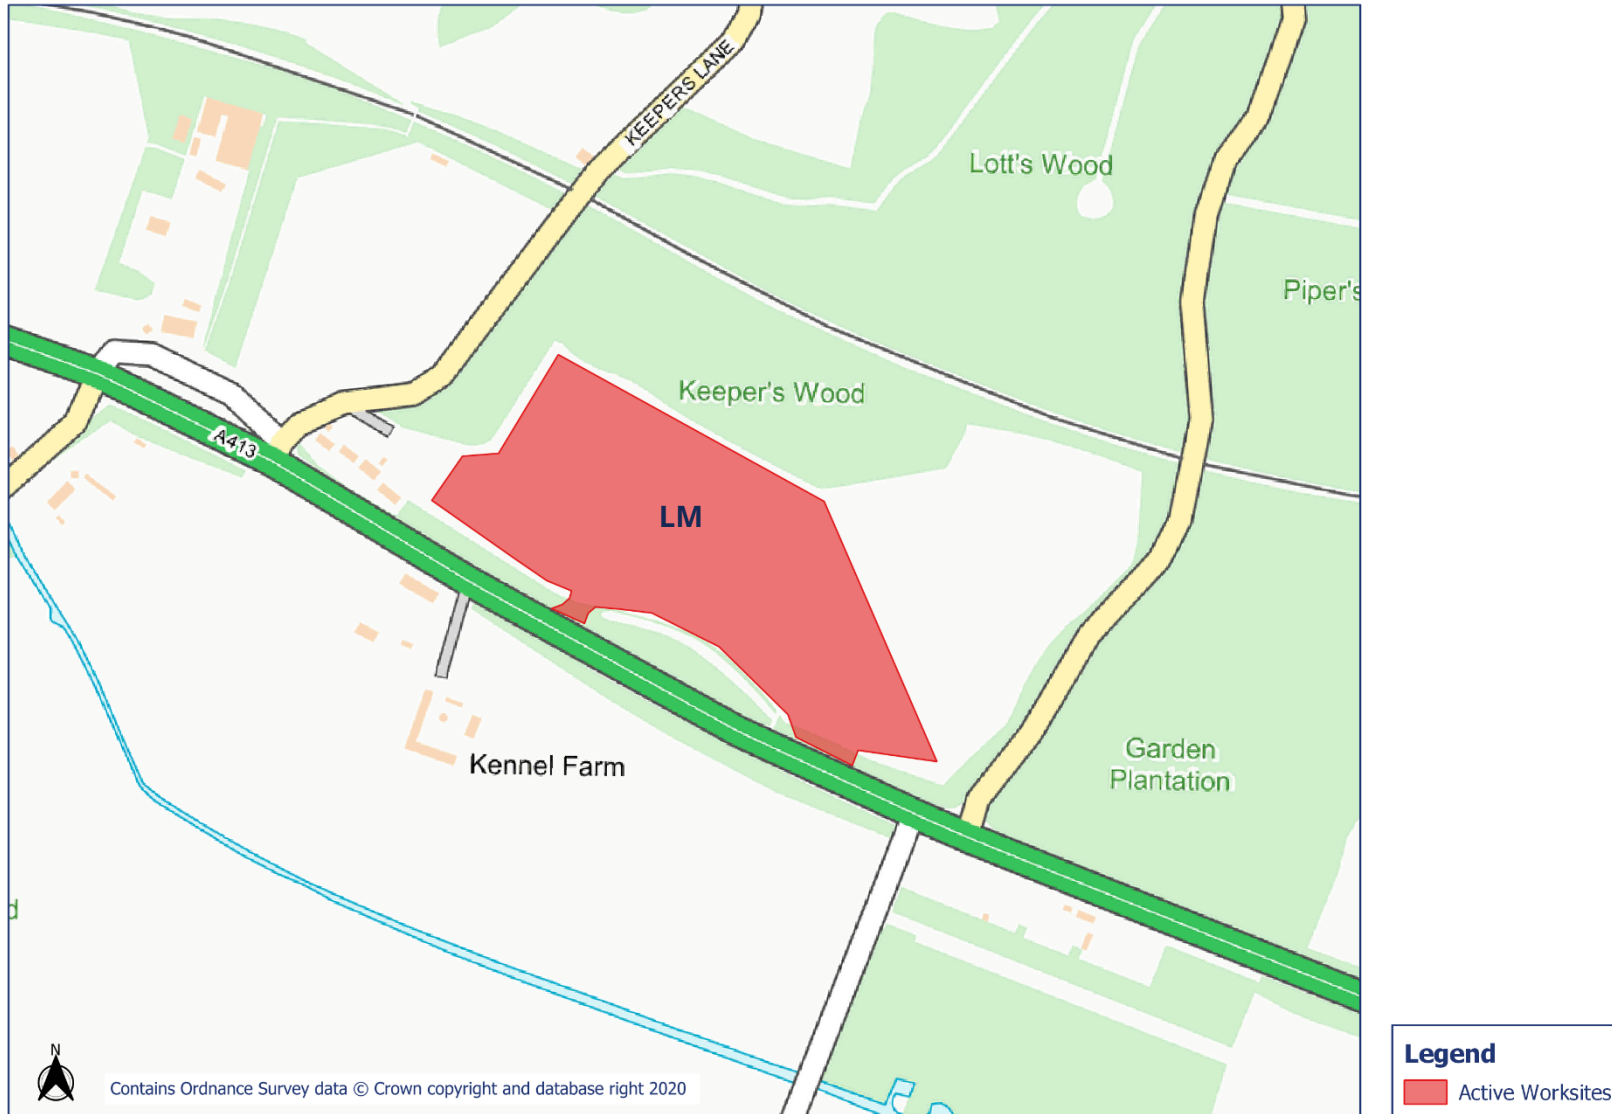 KEEPERS LANE
Lott's Wood
Piper's
Keeper's Wood
A413
LM
Garden
Plantation
Kennel Farm
d
N
Contains Ordnance Survey data © Crown copyright and database right 2020
Legend
Active Worksites